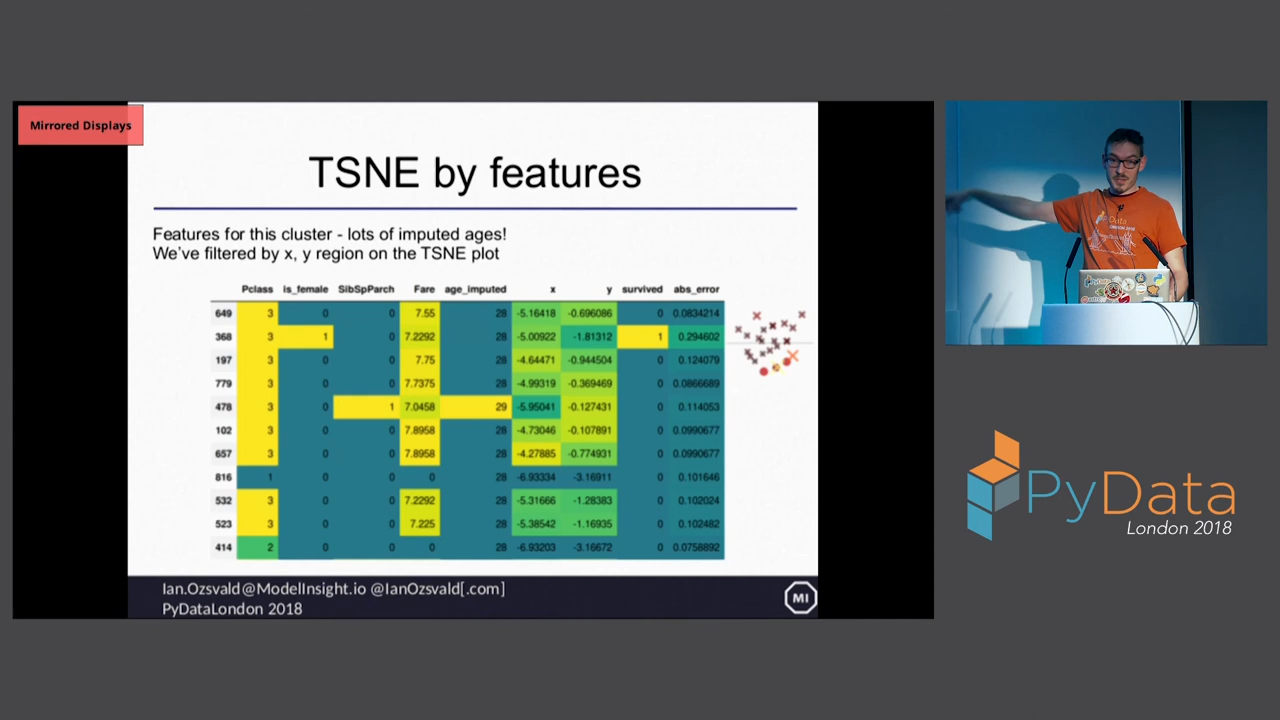 Mirrored Displays
TSNE by features
Features for this cluster - lots of imputed ages!
We've filtered by x, y region on the TSNE plot
Pclass is_female SibSpParch Fare age_imputed x y survived abs_error
649 3 0 0 7.55 28 -5.16418 -0.696086 0 0.0834214
368 3 1 0 7.2292 28 -5.00922 -1.81312 1 0.294602
197 3 0 0 7.75 28 -4.64471 -0.944504 0 0.124079
779 3 0 0 7.7375 28 -4.99319 -0.369469 0 0.0866689
478 3 0 1 7.0458 29 -5.95041 -0.127431 0 0.114053
102 3 0 0 7.8958 28 -4.73046 -0.107891 0 0.0990677
657 3 0 0 7.8958 28 -4.27885 -0.774931 0 0.0990677
816 1 0 0 0 28 -6.93334 -3.16911 0 0.101646
532 3 0 0 7.2292 28 -5.31666 -1.28383 0 0.102024
523 3 0 0 7.225 28 -5.38542 -1.16935 0 0.102482
414 2 0 0 0 28 -6.93203 -3.16672 0 0.0758892
Ian.Ozsvald@ModelInsight.io @IanOzsvald[.com]
PyDataLondon 2018
MI
PyData
London 2018